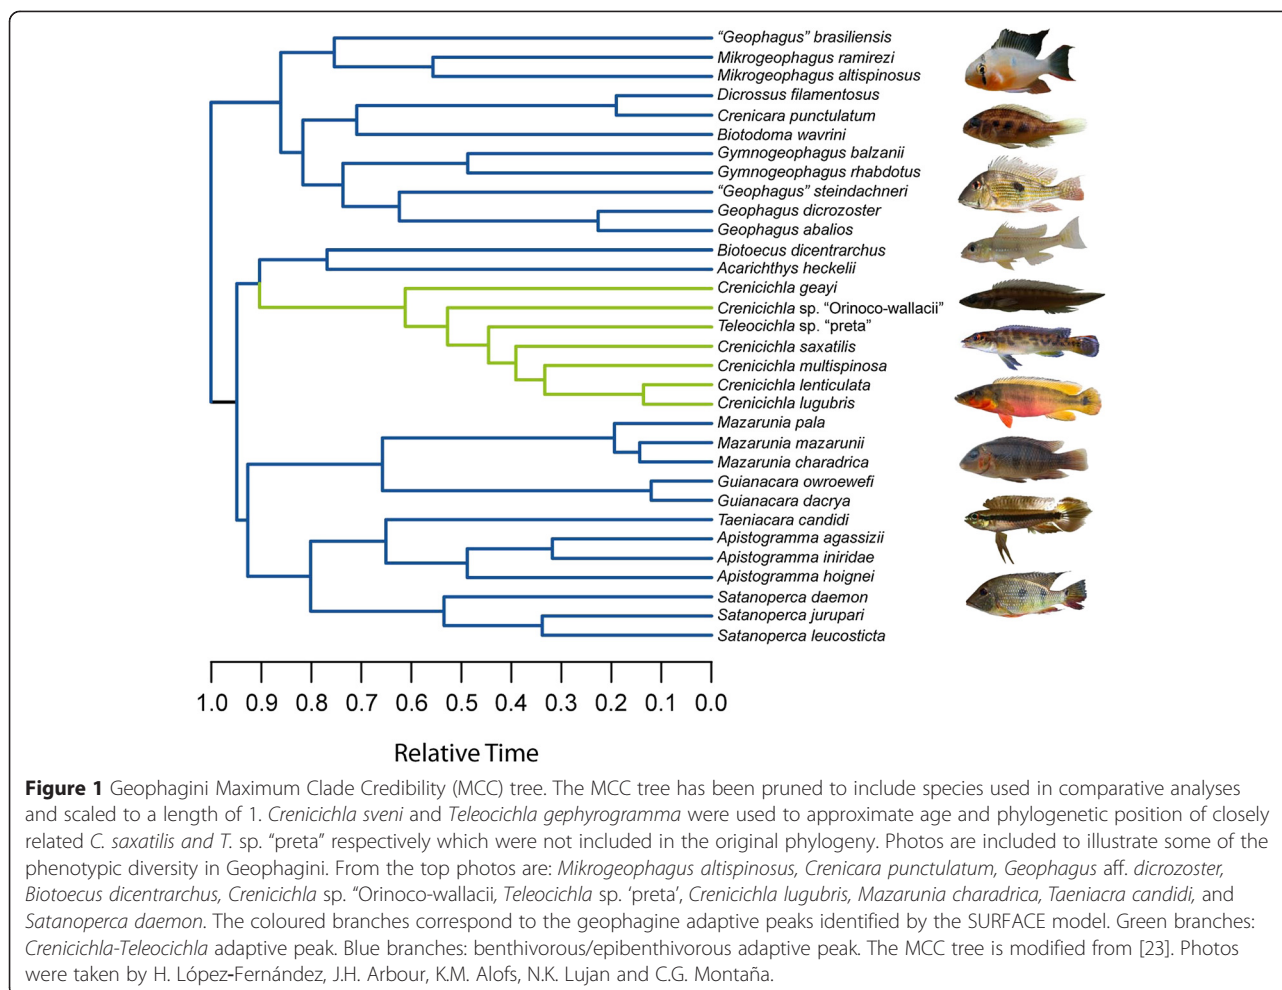 “Geophagus” brasiliensis
Mikrogeophagus ramirezi
Mikrogeophagus altispinosus
Dicrossus filamentosus
Crenicara punctulatum
Biotodoma wavrini
Gymnogeophagus balzanii
Gymnogeophagus rhabdotus
“Geophagus” steindachneri
Geophagus dicrozoster
Geophagus abalios
Biotoecus dicentrarchus
Acarichthys heckelii
Crenicichla geayi
Crenicichla sp. “Orinoco-wallacii”
Teleocichla sp. “preta”
Crenicichla saxatilis
Crenicichla multispinosa
Crenicichla lenticulata
Crenicichla lugubris
Mazarunia pala
Mazarunia mazarunii
Mazarunia charadrica
Guianacara owroewefi
Guianacara dacrya
Taeniacara candidi
Apistogramma agassizii
Apistogramma iniridae
Apistogramma hoignei
Satanoperca daemon
Satanoperca jurupari
Satanoperca leucosticta
1.0 0.9 0.8 0.7 0.6 0.5 0.4 0.3 0.2 0.1 0.0
Relative Time
Figure 1 Geophagini Maximum Clade Credibility (MCC) tree. The MCC tree has been pruned to include species used in comparative analyses
and scaled to a length of 1. Crenicichla sveni and Teleocichla gephyrogramma were used to approximate age and phylogenetic position of closely
related C. saxatilis and T. sp. “preta” respectively which were not included in the original phylogeny. Photos are included to illustrate some of the
phenotypic diversity in Geophagini. From the top photos are: Mikrogeophagus altispinosus, Crenicara punctulatum, Geophagus aff. dicrozoster,
Biotoecus dicentrarchus, Crenicichla sp. “Orinoco-wallacii, Teleocichla sp. ‘preta’, Crenicichla lugubris, Mazarunia charadrica, Taeniacra candidi, and
Satanoperca daemon. The coloured branches correspond to the geophagine adaptive peaks identified by the SURFACE model. Green branches:
Crenicichla-Teleocichla adaptive peak. Blue branches: benthivorous/epibenthivorous adaptive peak. The MCC tree is modified from [23]. Photos
were taken by H. López-Fernández, J.H. Arbour, K.M. Alofs, N.K. Lujan and C.G. Montaña.